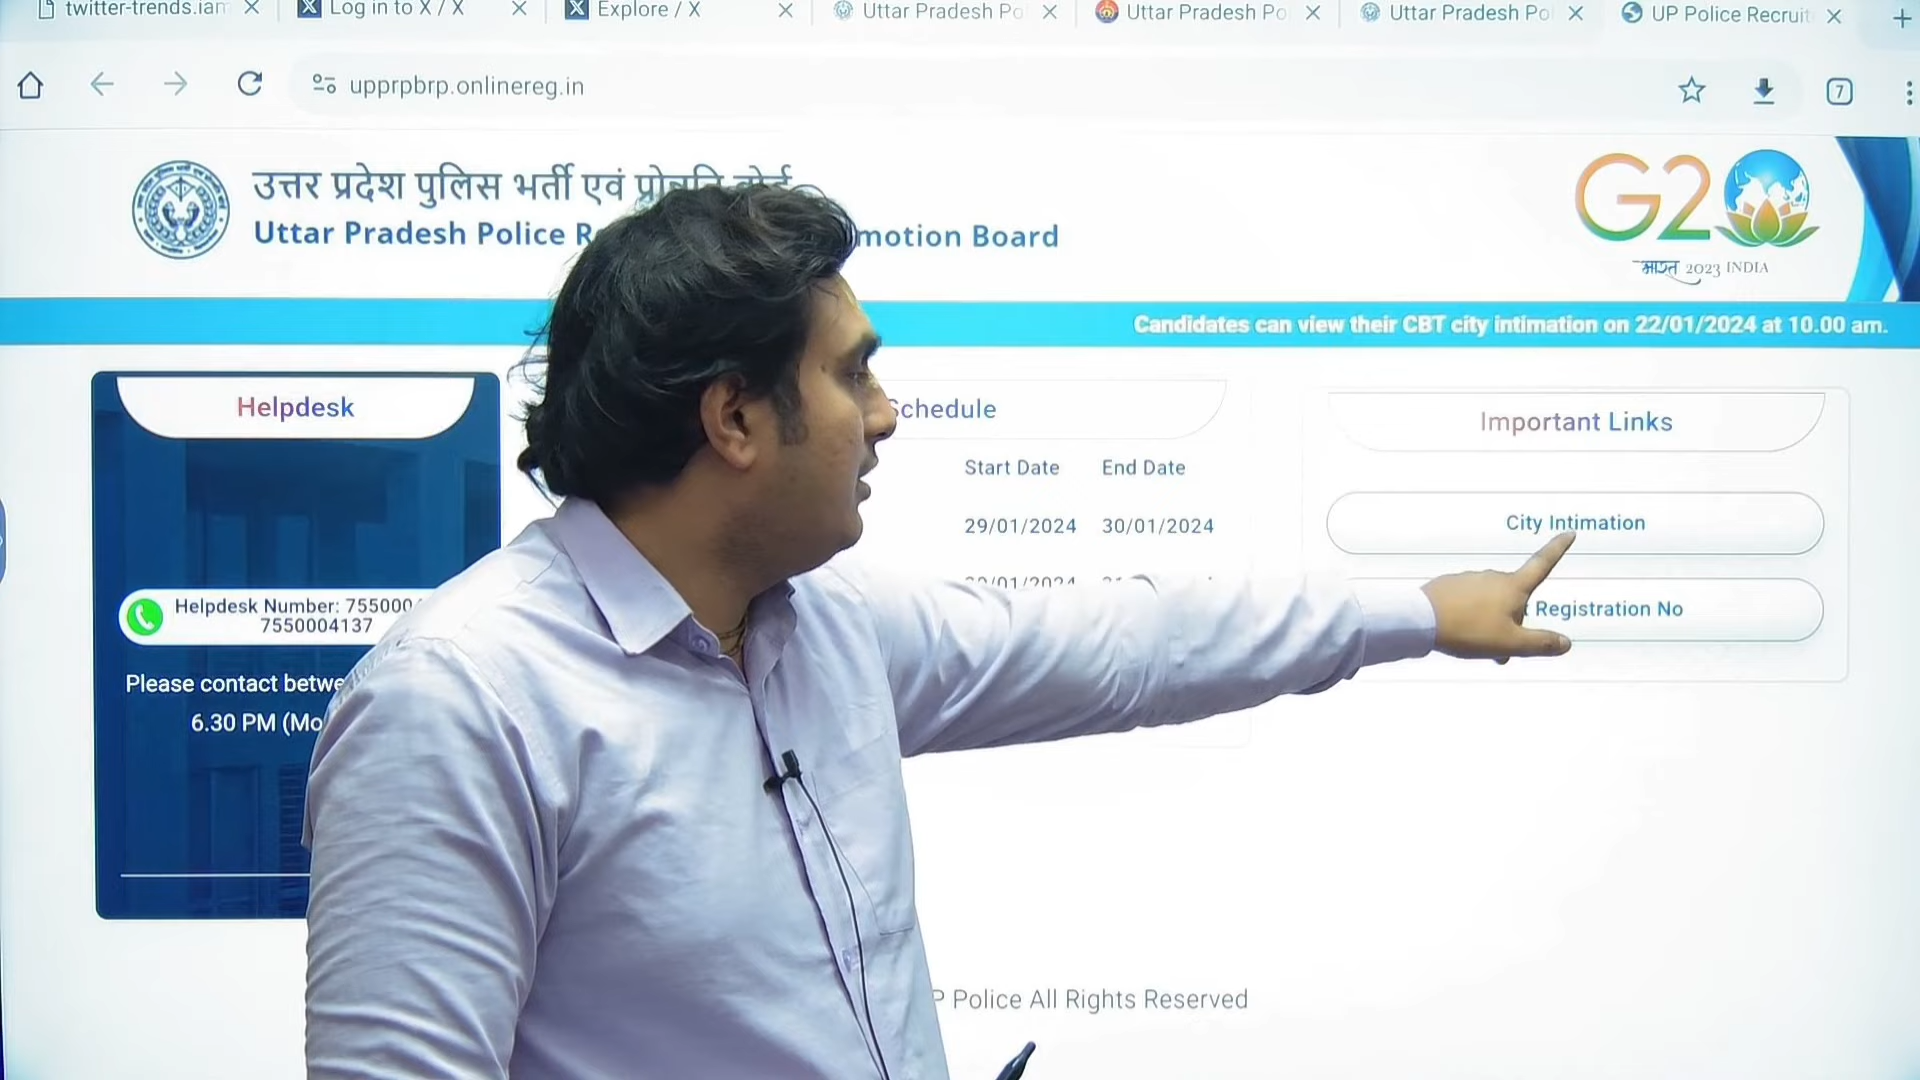 twitter-trends.iam
Log in to X / X
Explore / X
Uttar Pradesh Po
Uttar Pradesh Po
Uttar Pradesh Pol
UP Police Recruit
upprpbrp.onlinereg.in
7
उत्तर प्रदेश पुलिस भर्ती एवं प्रोन्नति बोर्ड
Uttar Pradesh Police R motion Board
G20
भारत 2023 INDIA
Candidates can view their CBT city intimation on 22/01/2024 at 10.00 am.
Helpdesk
Schedule
Important Links
Start Date End Date
29/01/2024 30/01/2024
City Intimation
Helpdesk Number: 755000
7550004137
Registration No
Please contact betwe
6.30 PM (Mo
P Police All Rights Reserved